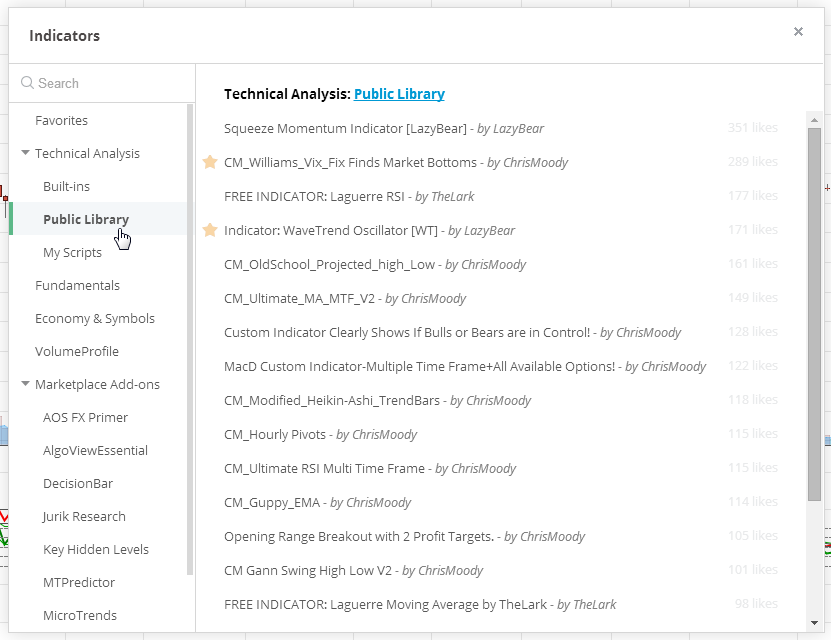 Indicators
×
Search
Favorites
Technical Analysis
Built-ins
Public Library
My Scripts
Fundamentals
Economy & Symbols
VolumeProfile
Marketplace Add-ons
AOS FX Primer
AlgoViewEssential
DecisionBar
Jurik Research
Key Hidden Levels
MTPredictor
MicroTrends
Technical Analysis: Public Library
Squeeze Momentum Indicator [LazyBear] - by LazyBear 351 likes
CM_Williams_Vix_Fix Finds Market Bottoms - by ChrisMoody 289 likes
FREE INDICATOR: Laguerre RSI - by TheLark 177 likes
Indicator: WaveTrend Oscillator [WT] - by LazyBear 171 likes
CM_OldSchool_Projected_high_Low - by ChrisMoody 161 likes
CM_Ultimate_MA_MTF_V2 - by ChrisMoody 149 likes
Custom Indicator Clearly Shows If Bulls or Bears are in Control! - by ChrisMoody 128 likes
MacD Custom Indicator-Multiple Time Frame+All Available Options! - by ChrisMoody 122 likes
CM_Modified_Heikin-Ashi_TrendBars - by ChrisMoody 118 likes
CM_Hourly Pivots - by ChrisMoody 115 likes
CM_Ultimate RSI Multi Time Frame - by ChrisMoody 115 likes
CM_Guppy_EMA - by ChrisMoody 114 likes
Opening Range Breakout with 2 Profit Targets. - by ChrisMoody 105 likes
CM Gann Swing High Low V2 - by ChrisMoody 101 likes
FREE INDICATOR: Laguerre Moving Average by TheLark - by TheLark 98 likes